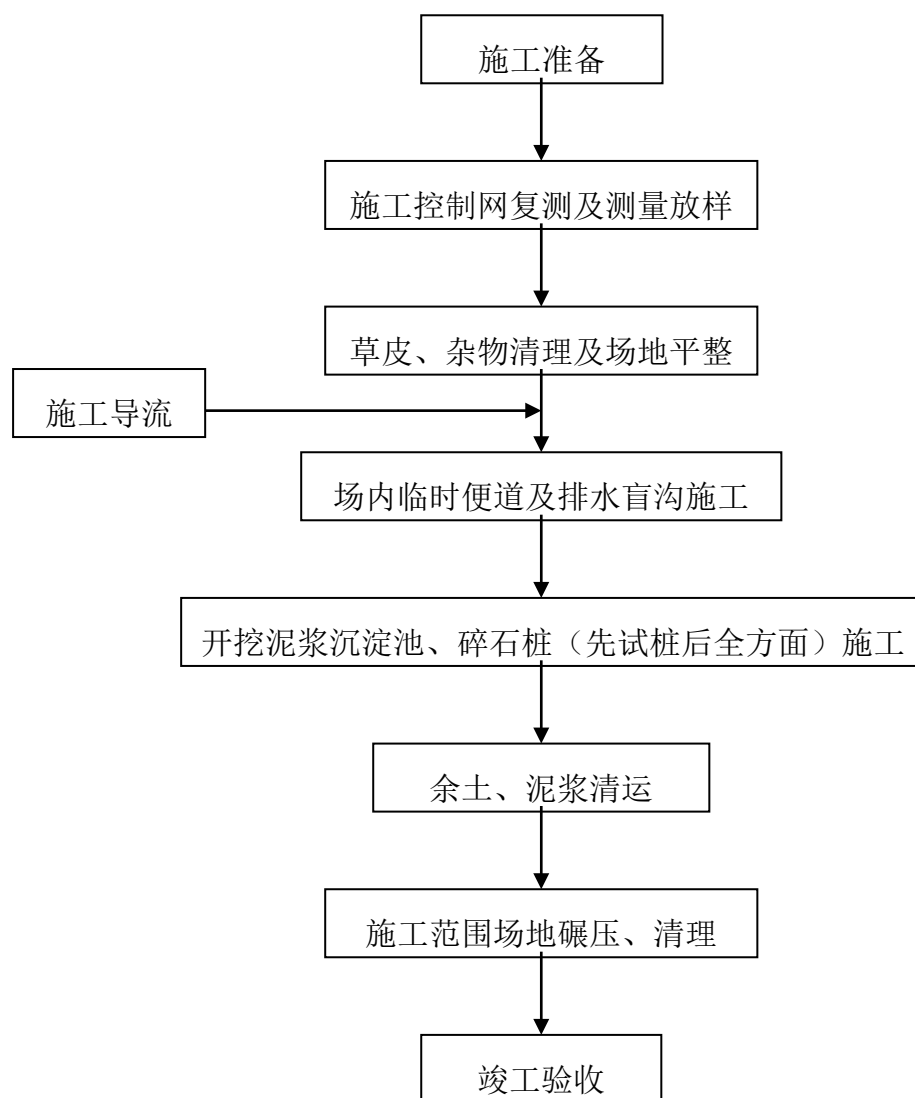 施工准备
施工控制网复测及测量放样
草皮、杂物清理及场地平整
施工导流
场内临时便道及排水盲沟施工
开挖泥浆沉淀池、碎石桩（先试桩后全方面）施工
余土、泥浆清运
施工范围场地碾压、清理
竣工验收